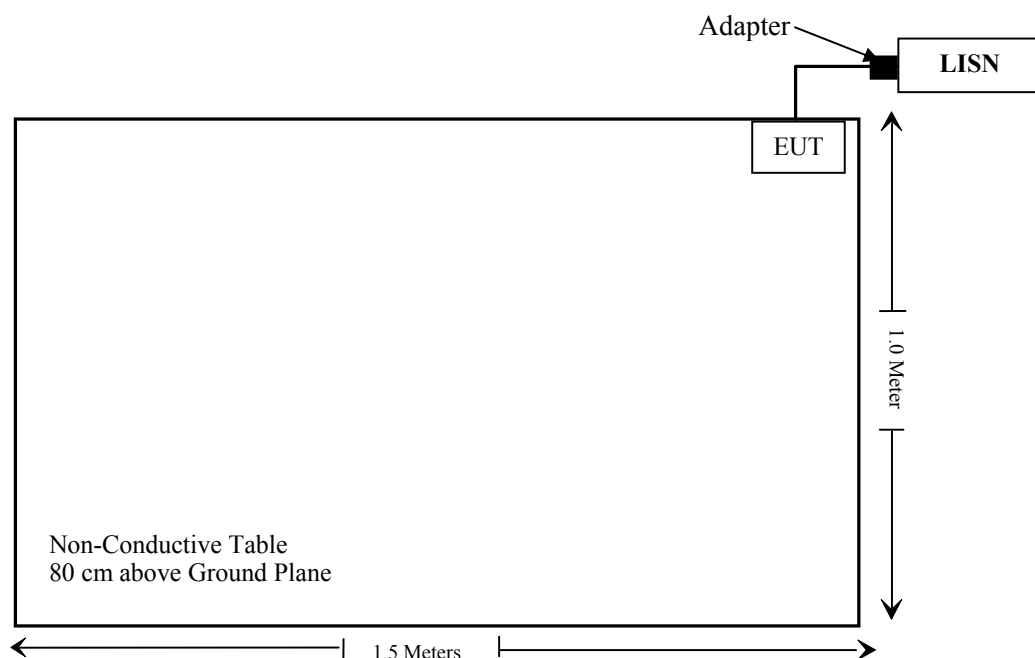 Adapter
LISN
EUT
1.0 Meter
Non-Conductive Table
80 cm above Ground Plane
1.5 Meters